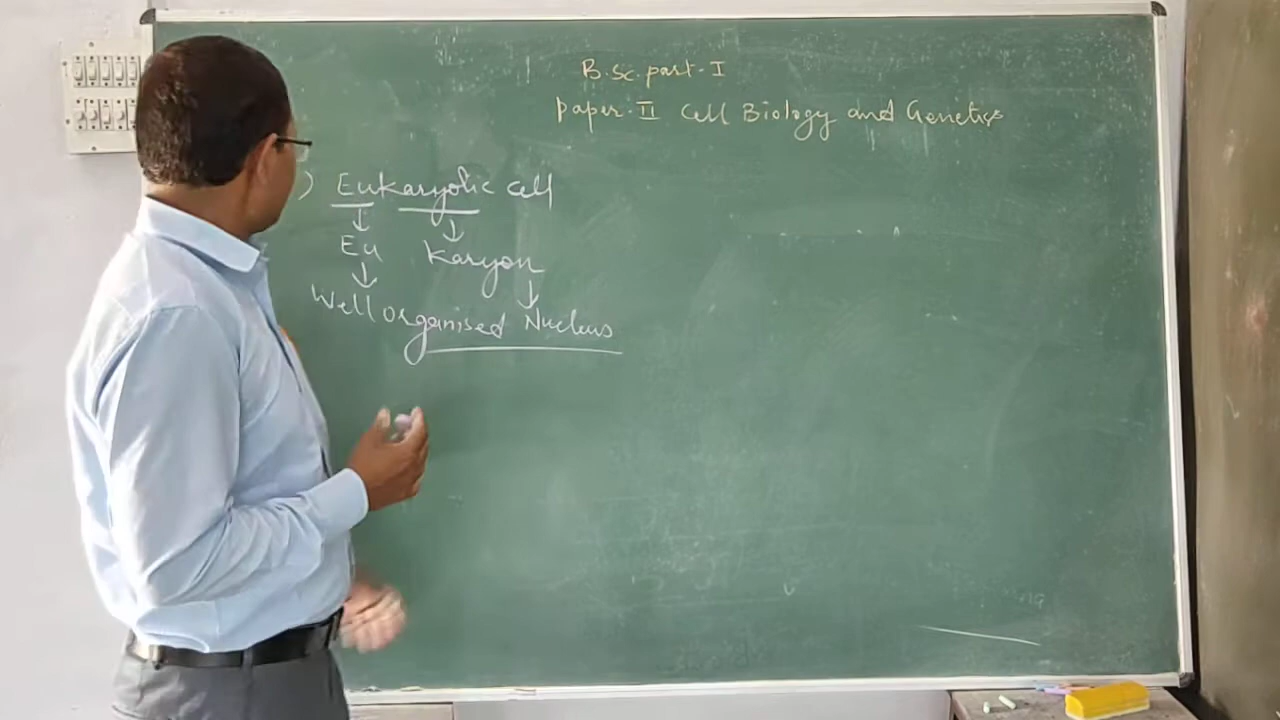 B.Sc. part-I
paper-II Cell Biology and Genetics
) Eukaryotic Cell
Eu Karyon
Well organised Nucleus